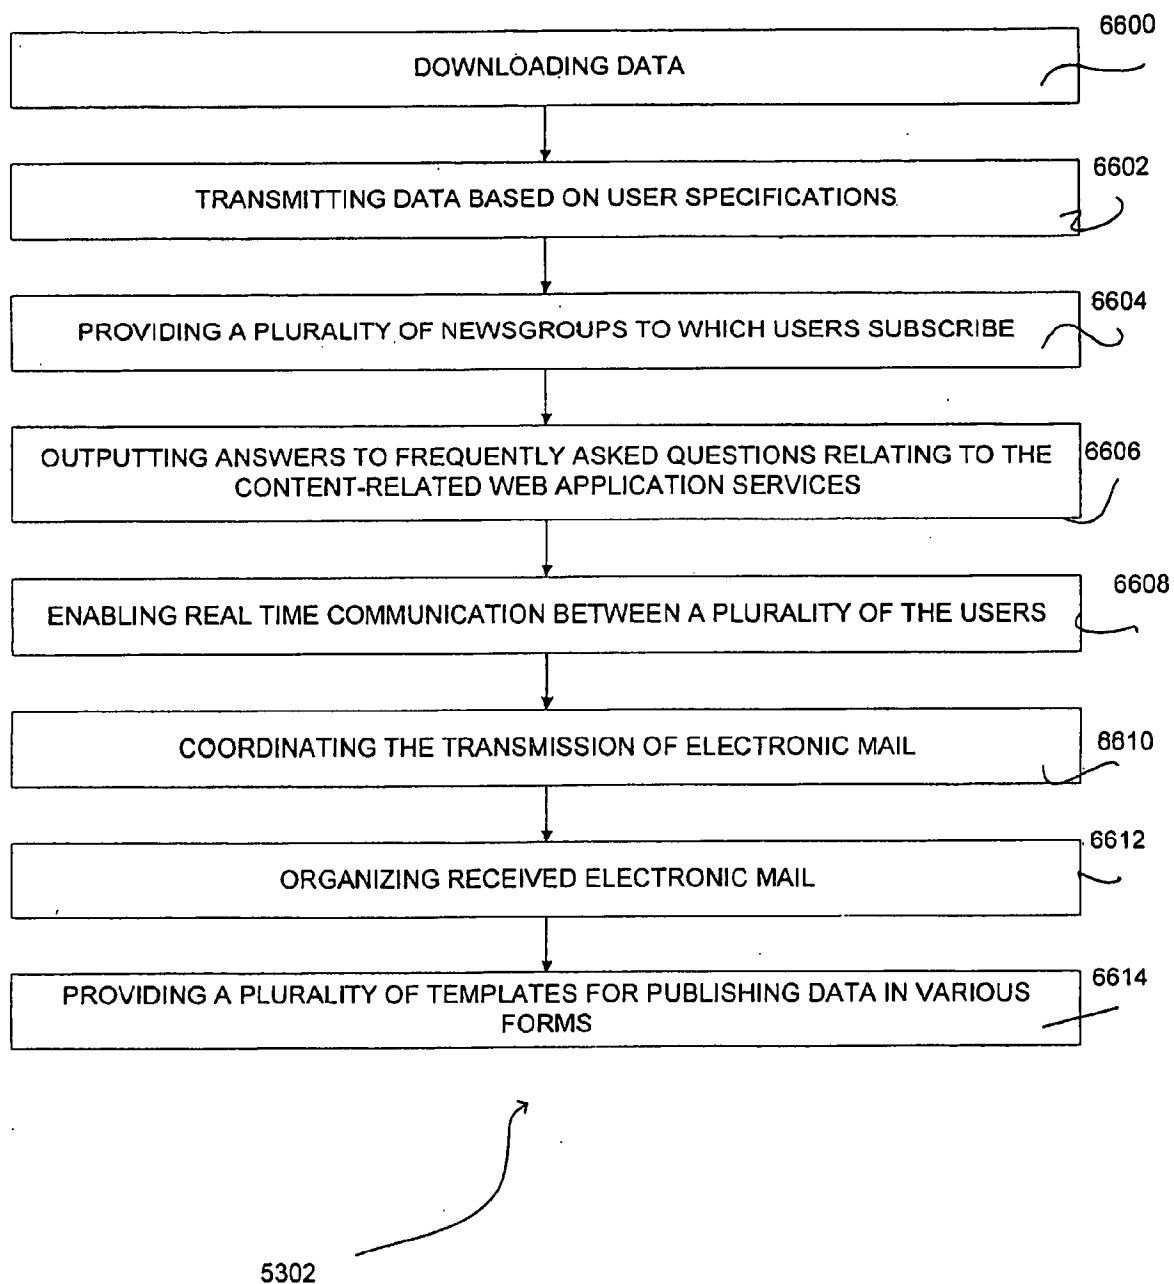 6600
DOWNLOADING DATA
6602
TRANSMITTING DATA BASED ON USER SPECIFICATIONS
6604
PROVIDING A PLURALITY OF NEWSGROUPS TO WHICH USERS SUBSCRIBE
6606
OUTPUTTING ANSWERS TO FREQUENTLY ASKED QUESTIONS RELATING TO THE
CONTENT-RELATED WEB APPLICATION SERVICES
6608
ENABLING REAL TIME COMMUNICATION BETWEEN A PLURALITY OF THE USERS
6610
COORDINATING THE TRANSMISSION OF ELECTRONIC MAIL
6612
ORGANIZING RECEIVED ELECTRONIC MAIL
6614
PROVIDING A PLURALITY OF TEMPLATES FOR PUBLISHING DATA IN VARIOUS
FORMS
5302